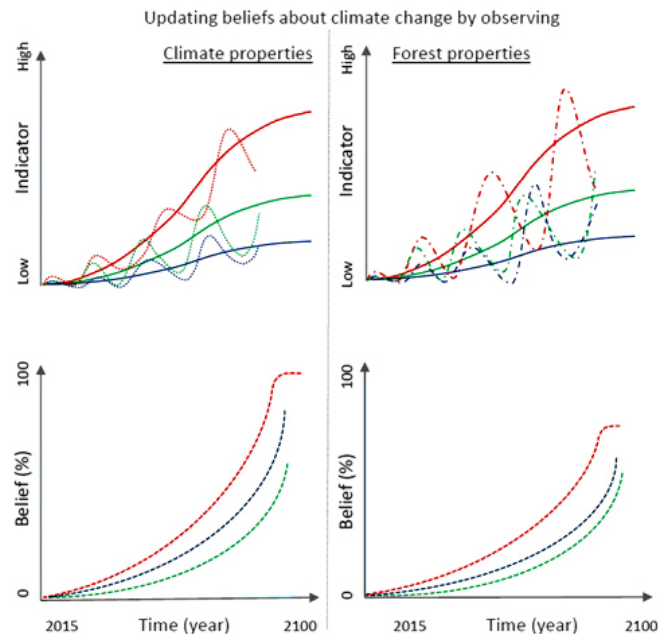 Updating beliefs about climate change by observing
Climate properties
Forest properties
High
Indicator
Low
High
Indicator
Low
100
Belief (%)
0
2015 Time (year) 2100
100
Belief (%)
0
2015 Time (year) 2100